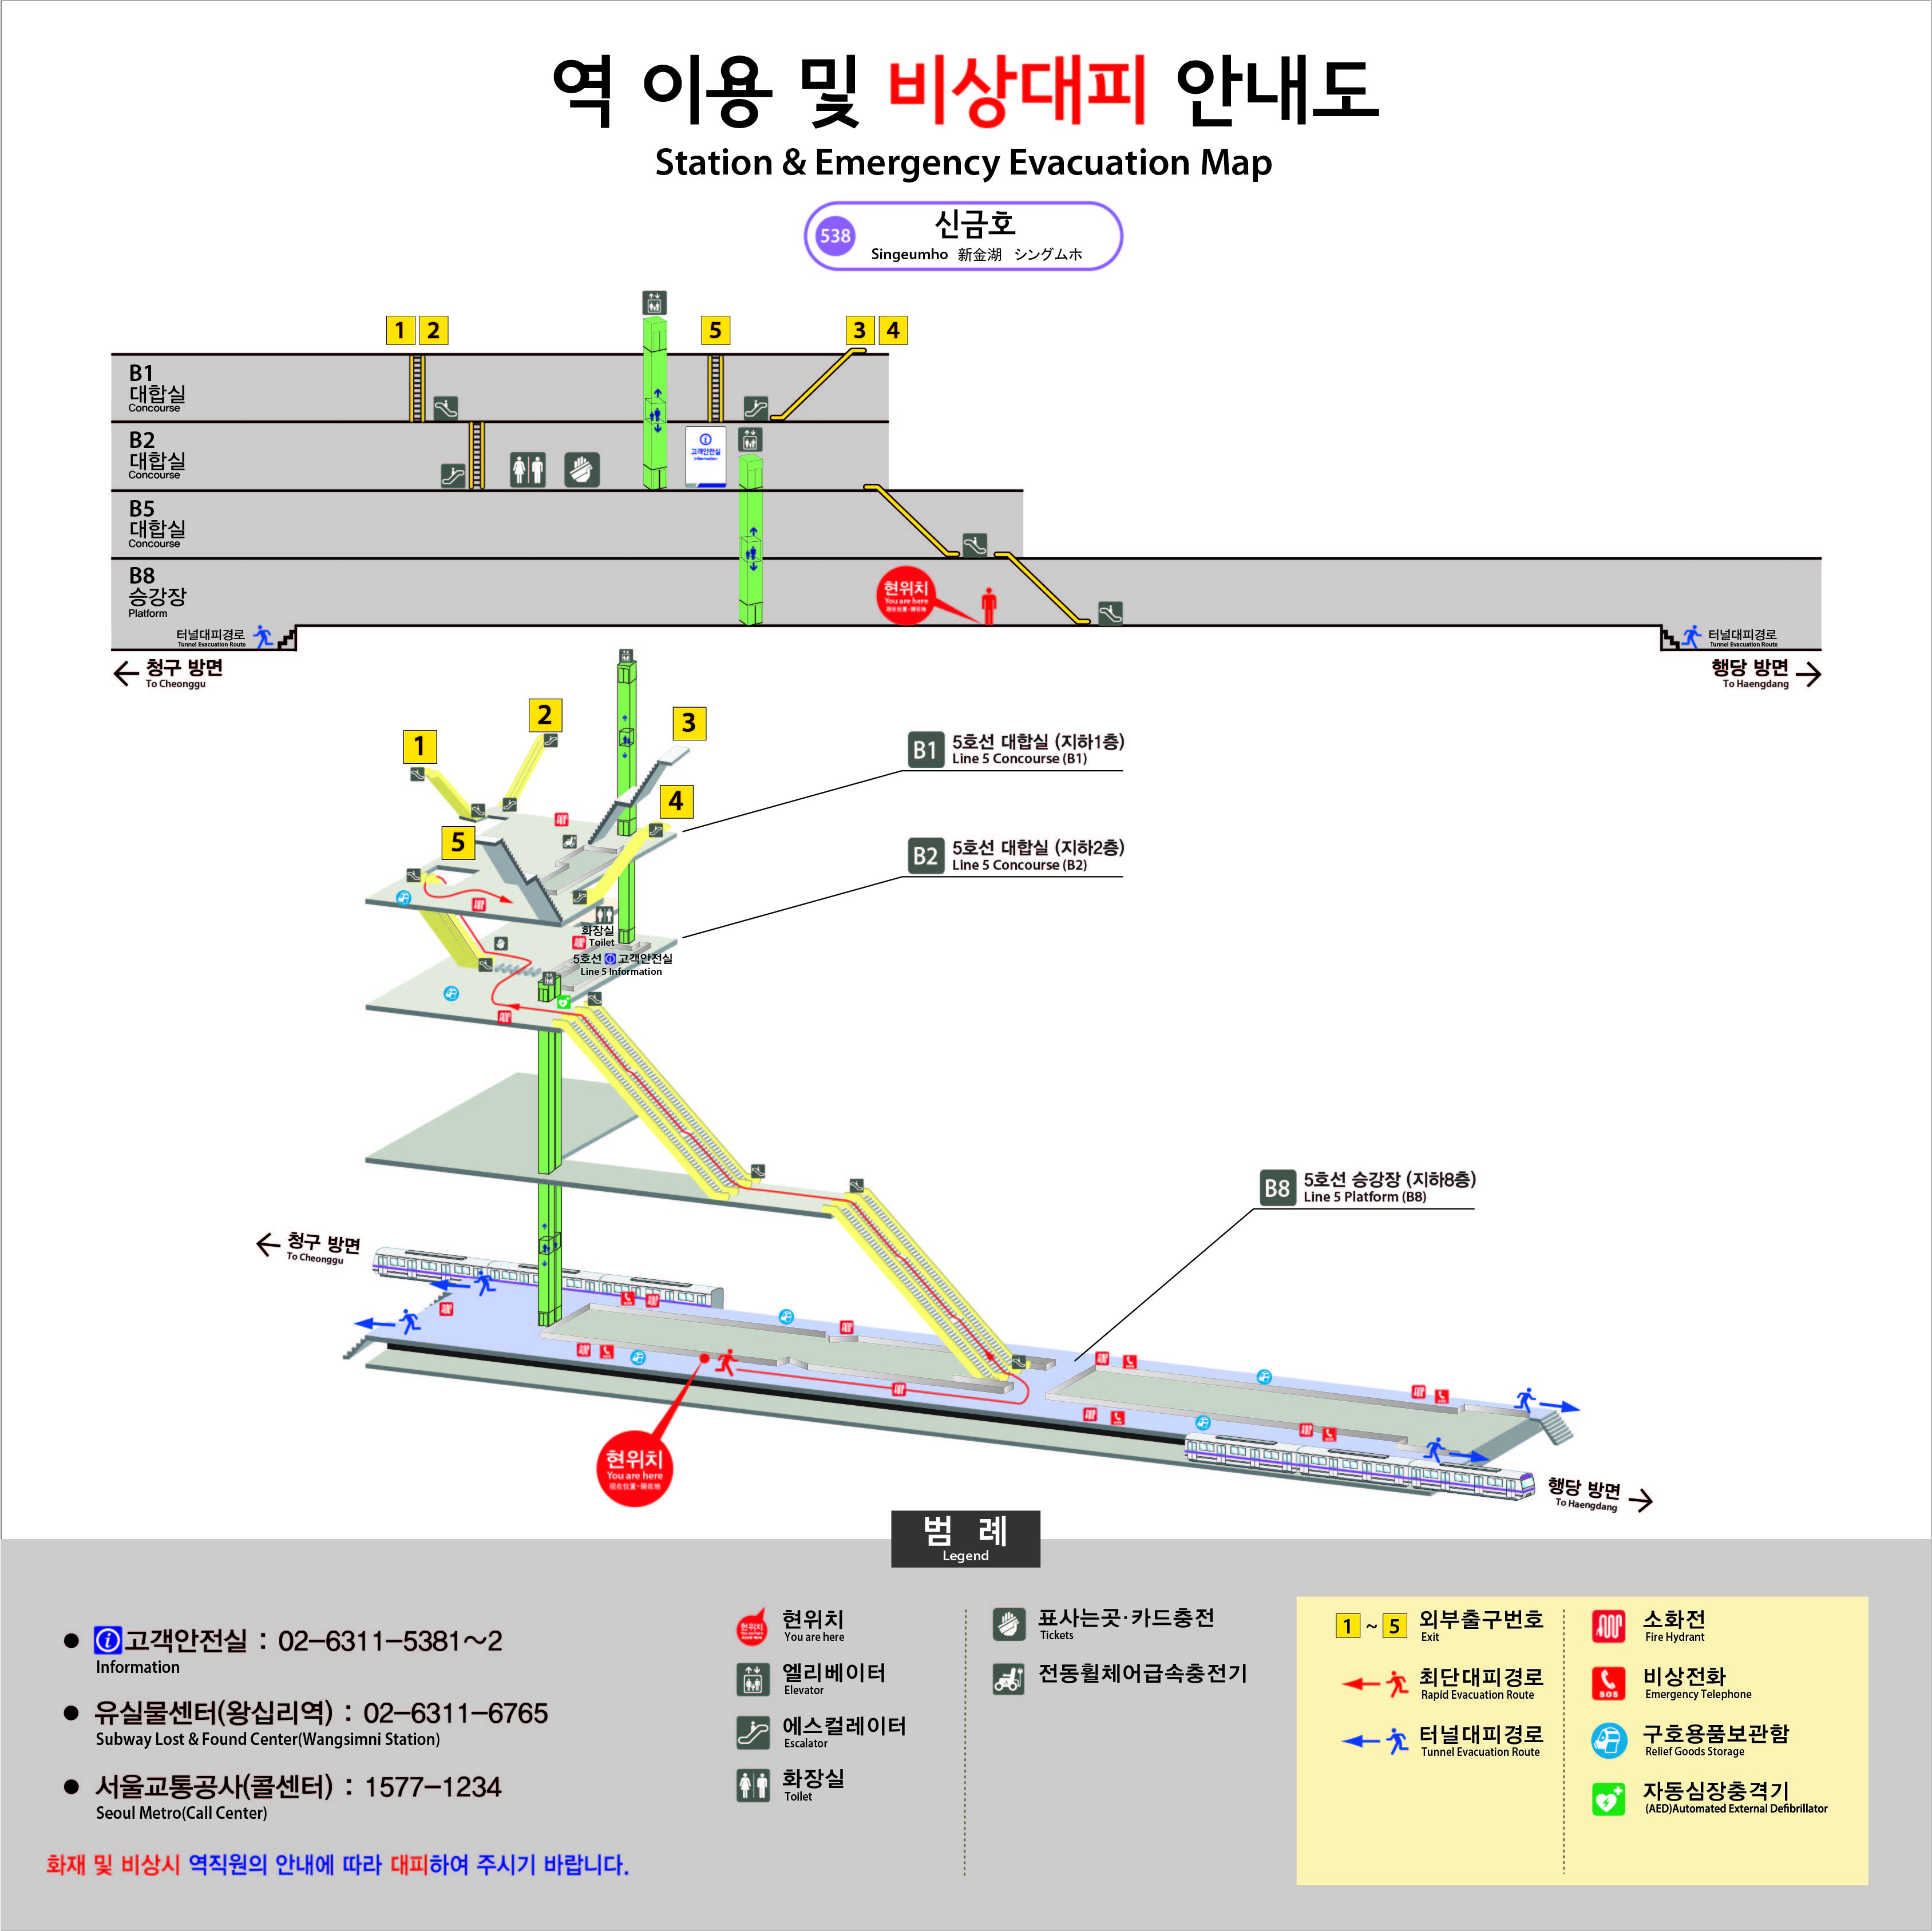 역 이용 및 비상대피 안내도
Station & Emergency Evacuation Map
538
신금호
Singeumho 新金湖 シングムホ
1 2
5
3 4
B1
대합실
Concourse
B2
대합실
Concourse
고객안전실
Information
B5
대합실
Concourse
B8
승강장
Platform
현위치
You are here
現在位置·現在地
터널대피경로
Tunnel Evacuation Route
터널대피경로
Tunnel Evacuation Route
청구 방면
To Cheonggu
행당 방면
To Haengdang
1
2
3
4
5
B1
5호선 대합실 (지하1층)
Line 5 Concourse (B1)
B2
5호선 대합실 (지하2층)
Line 5 Concourse (B2)
화장실
Toilet
5호선 고객안전실
Line 5 Information
B8
5호선 승강장 (지하8층)
Line 5 Platform (B8)
청구 방면
To Cheonggu
현위치
You are here
現在位置·現在地
행당 방면
To Haengdang
범 례
Legend
● 고객안전실 : 02-6311-5381~2
Information
● 유실물센터(왕십리역) : 02-6311-6765
Subway Lost & Found Center(Wangsimni Station)
● 서울교통공사(콜센터) : 1577-1234
Seoul Metro(Call Center)
화재 및 비상시 역직원의 안내에 따라 대피하여 주시기 바랍니다.
현위치
현위치
You are here
엘리베이터
Elevator
에스컬레이터
Escalator
화장실
Toilet
표사는곳·카드충전
Tickets
전동휠체어급속충전기
1 ~ 5 외부출구번호
Exit
최단대피경로
Rapid Evacuation Route
터널대피경로
Tunnel Evacuation Route
소화전
Fire Hydrant
SOS
비상전화
Emergency Telephone
구호용품보관함
Relief Goods Storage
자동심장충격기
(AED)Automated External Defibrillator